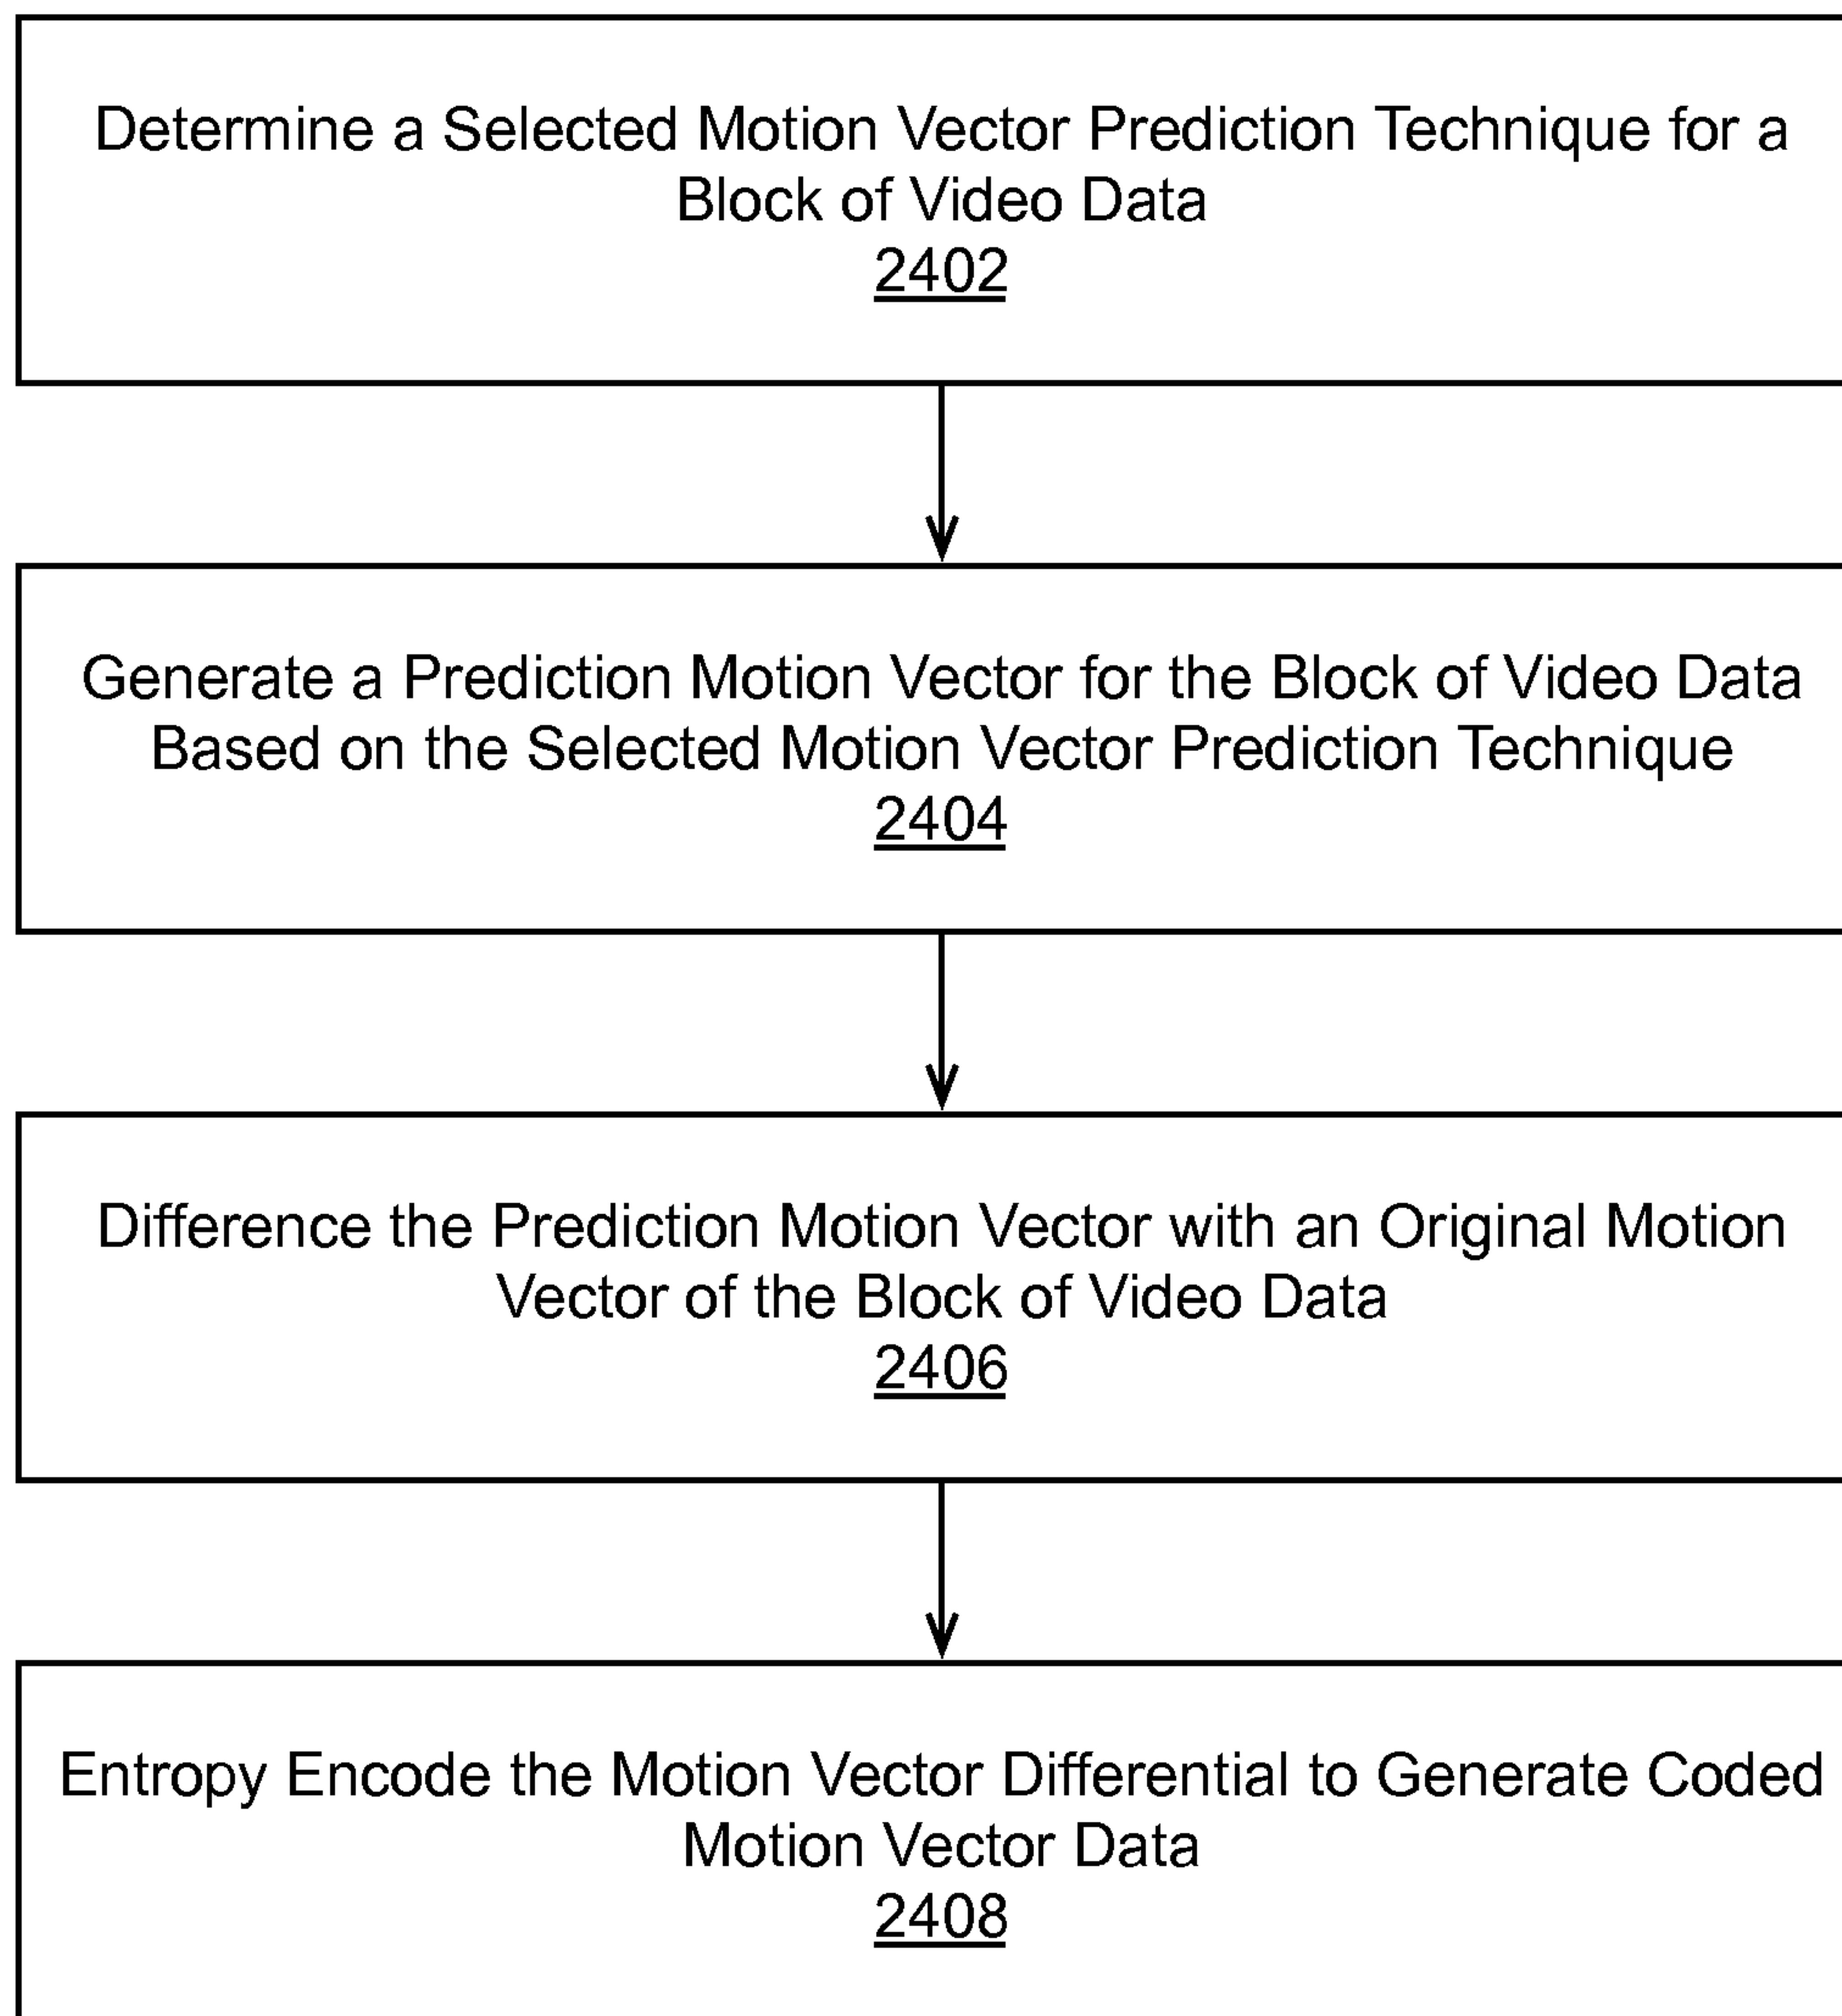 Determine a Selected Motion Vector Prediction Technique for a
Block of Video Data
2402
Generate a Prediction Motion Vector for the Block of Video Data
Based on the Selected Motion Vector Prediction Technique
2404
Difference the Prediction Motion Vector with an Original Motion
Vector of the Block of Video Data
2406
Entropy Encode the Motion Vector Differential to Generate Coded
Motion Vector Data
2408